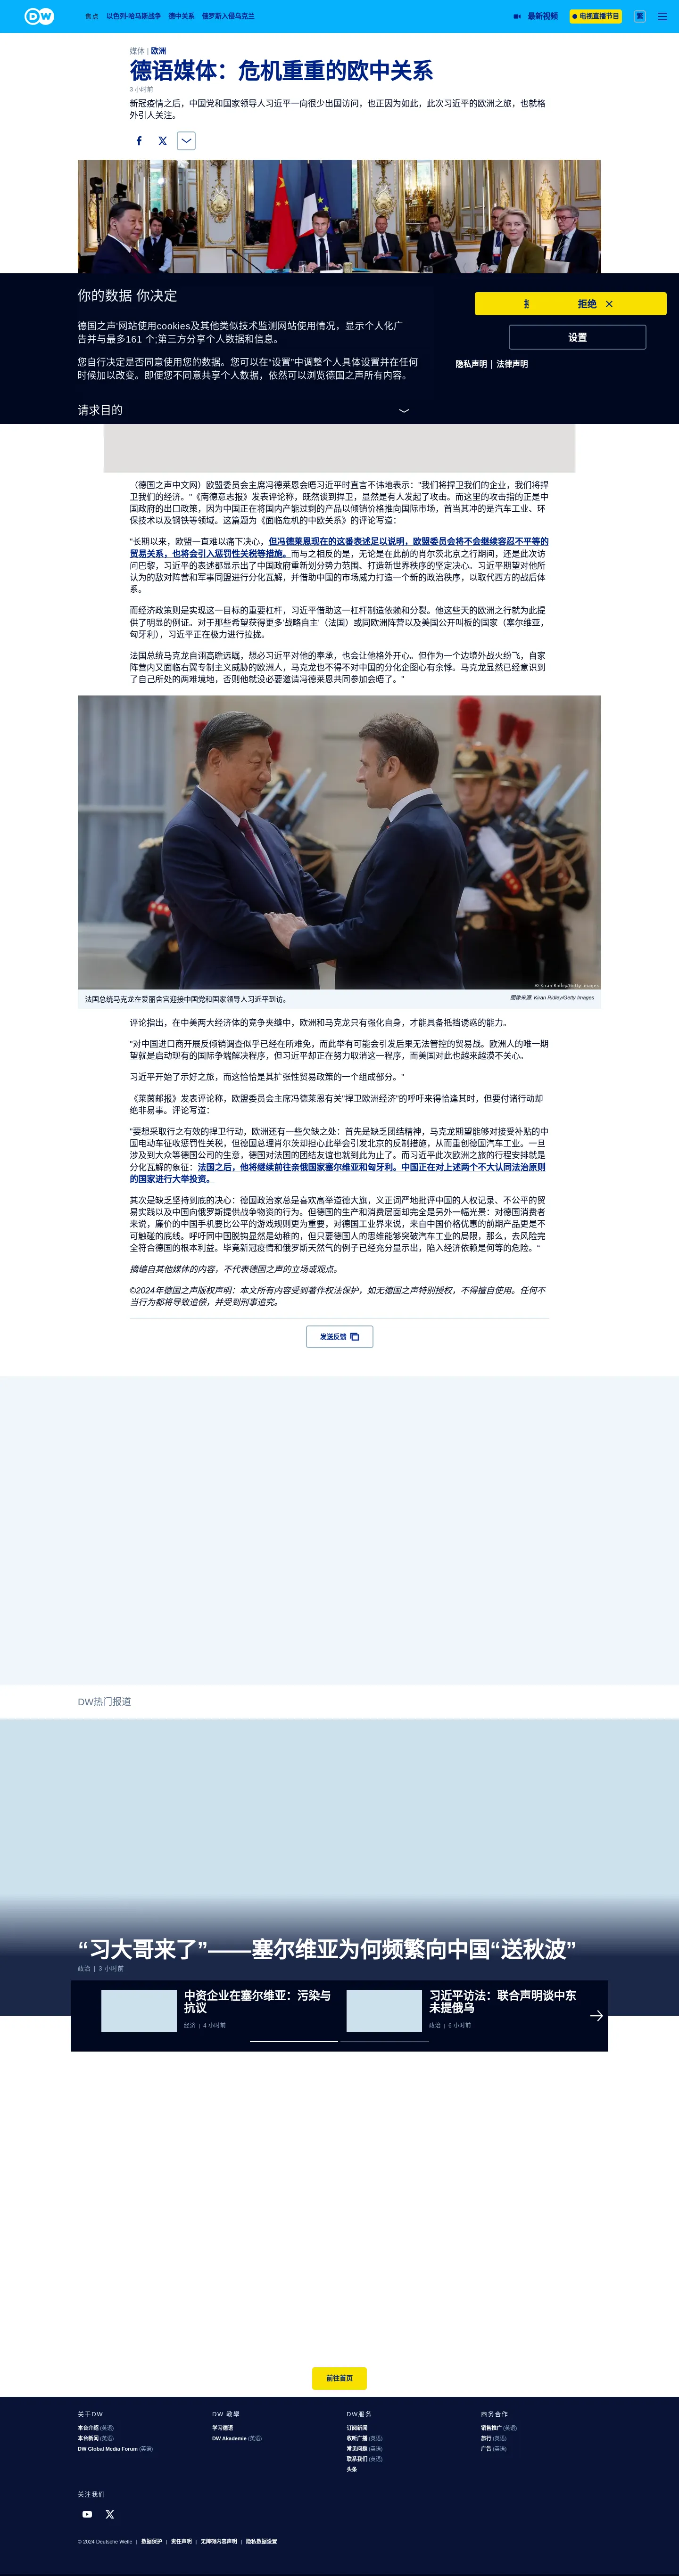 DW
焦点 以色列-哈马斯战争 德中关系 俄罗斯入侵乌克兰
最新视频
电视直播节目
繁
媒体 | 欧洲
德语媒体：危机重重的欧中关系
3 小时前
新冠疫情之后，中国党和国家领导人习近平一向很少出国访问，也正因为如此，此次习近平的欧洲之旅，也就格
外引人关注。
你的数据 你决定
德国之声'网站使用cookies及其他类似技术监测网站使用情况，显示个人化广
告并与最多161 个;第三方分享个人数据和信息。
您自行决定是否同意使用您的数据。您可以在“设置”中调整个人具体设置并在任何
时候加以改变。即便您不同意共享个人数据，依然可以浏览德国之声所有内容。
请求目的
拒绝
设置
隐私声明 | 法律声明
（德国之声中文网）欧盟委员会主席冯德莱恩会晤习近平时直言不讳地表示："我们将捍卫我们的企业，我们将捍
卫我们的经济。"《南德意志报》发表评论称，既然谈到捍卫，显然是有人发起了攻击。而这里的攻击指的正是中
国政府的出口政策，因为中国正在将国内产能过剩的产品以倾销价格推向国际市场，首当其冲的是汽车工业、环
保技术以及钢铁等领域。这篇题为《面临危机的中欧关系》的评论写道：
"长期以来，欧盟一直难以痛下决心，但冯德莱恩现在的这番表述足以说明，欧盟委员会将不会继续容忍不平等的
贸易关系，也将会引入惩罚性关税等措施。而与之相反的是，无论是在此前的肖尔茨北京之行期间，还是此次访
问巴黎，习近平的表述都显示出了中国政府重新划分势力范围、打造新世界秩序的坚定决心。习近平期望对他所
认为的敌对阵营和军事同盟进行分化瓦解，并借助中国的市场威力打造一个新的政治秩序，以取代西方的战后体
系。
而经济政策则是实现这一目标的重要杠杆，习近平借助这一杠杆制造依赖和分裂。他这些天的欧洲之行就为此提
供了明显的例证。对于那些希望获得更多'战略自主'（法国）或同欧洲阵营以及美国公开叫板的国家（塞尔维亚，
匈牙利），习近平正在极力进行拉拢。
法国总统马克龙自诩高瞻远瞩，想必习近平对他的奉承，也会让他格外开心。但作为一个边境外战火纷飞，自家
阵营内又面临右翼专制主义威胁的欧洲人，马克龙也不得不对中国的分化企图心有余悸。马克龙显然已经意识到
了自己所处的两难境地，否则他就没必要邀请冯德莱恩共同参加会晤了。"
© Kiran Ridley/Getty Images
法国总统马克龙在爱丽舍宫迎接中国党和国家领导人习近平到访。
图像来源: Kiran Ridley/Getty Images
评论指出，在中美两大经济体的竞争夹缝中，欧洲和马克龙只有强化自身，才能具备抵挡诱惑的能力。
"对中国进口商开展反倾销调查似乎已经在所难免，而此举有可能会引发后果无法管控的贸易战。欧洲人的唯一期
望就是启动现有的国际争端解决程序，但习近平却正在努力取消这一程序，而美国对此也越来越漠不关心。
习近平开始了示好之旅，而这恰恰是其扩张性贸易政策的一个组成部分。"
《莱茵邮报》发表评论称，欧盟委员会主席冯德莱恩有关"捍卫欧洲经济"的呼吁来得恰逢其时，但要付诸行动却
绝非易事。评论写道：
"要想采取行之有效的捍卫行动，欧洲还有一些欠缺之处：首先是缺乏团结精神，马克龙期望能够对接受补贴的中
国电动车征收惩罚性关税，但德国总理肖尔茨却担心此举会引发北京的反制措施，从而重创德国汽车工业。一旦
涉及到大众等德国公司的生意，德国对法国的团结友谊也就到此为止了。而习近平此次欧洲之旅的行程安排就是
分化瓦解的象征：法国之后，他将继续前往亲俄国家塞尔维亚和匈牙利。中国正在对上述两个不大认同法治原则
的国家进行大举投资。
其次是缺乏坚持到底的决心：德国政治家总是喜欢高举道德大旗，义正词严地批评中国的人权记录、不公平的贸
易实践以及中国向俄罗斯提供战争物资的行为。但德国的生产和消费层面却完全是另外一幅光景：对德国消费者
来说，廉价的中国手机要比公平的游戏规则更为重要，对德国工业界来说，来自中国价格优惠的前期产品更是不
可触碰的底线。呼吁同中国脱钩显然是幼稚的，但只要德国人的思维能够突破汽车工业的局限，那么，去风险完
全符合德国的根本利益。毕竟新冠疫情和俄罗斯天然气的例子已经充分显示出，陷入经济依赖是何等的危险。"
摘编自其他媒体的内容，不代表德国之声的立场或观点。
©2024年德国之声版权声明：本文所有内容受到著作权法保护，如无德国之声特别授权，不得擅自使用。任何不
当行为都将导致追偿，并受到刑事追究。
发送反馈
DW热门报道
“习大哥来了”——塞尔维亚为何频繁向中国“送秋波”
政治 | 3 小时前
中资企业在塞尔维亚：污染与
抗议
经济 | 4 小时前
习近平访法：联合声明谈中东
未提俄乌
政治 | 6 小时前
前往首页
关于DW
本台介绍 (英语)
本台新闻 (英语)
DW Global Media Forum (英语)
DW 教學
学习德语
DW Akademie (英语)
DW服务
订阅新闻
收听广播 (英语)
常见问题 (英语)
联系我们 (英语)
头条
商务合作
销售推广 (英语)
旅行 (英语)
广告 (英语)
关注我们
© 2024 Deutsche Welle | 数据保护 | 责任声明 | 无障碍内容声明 | 隐私数据设置